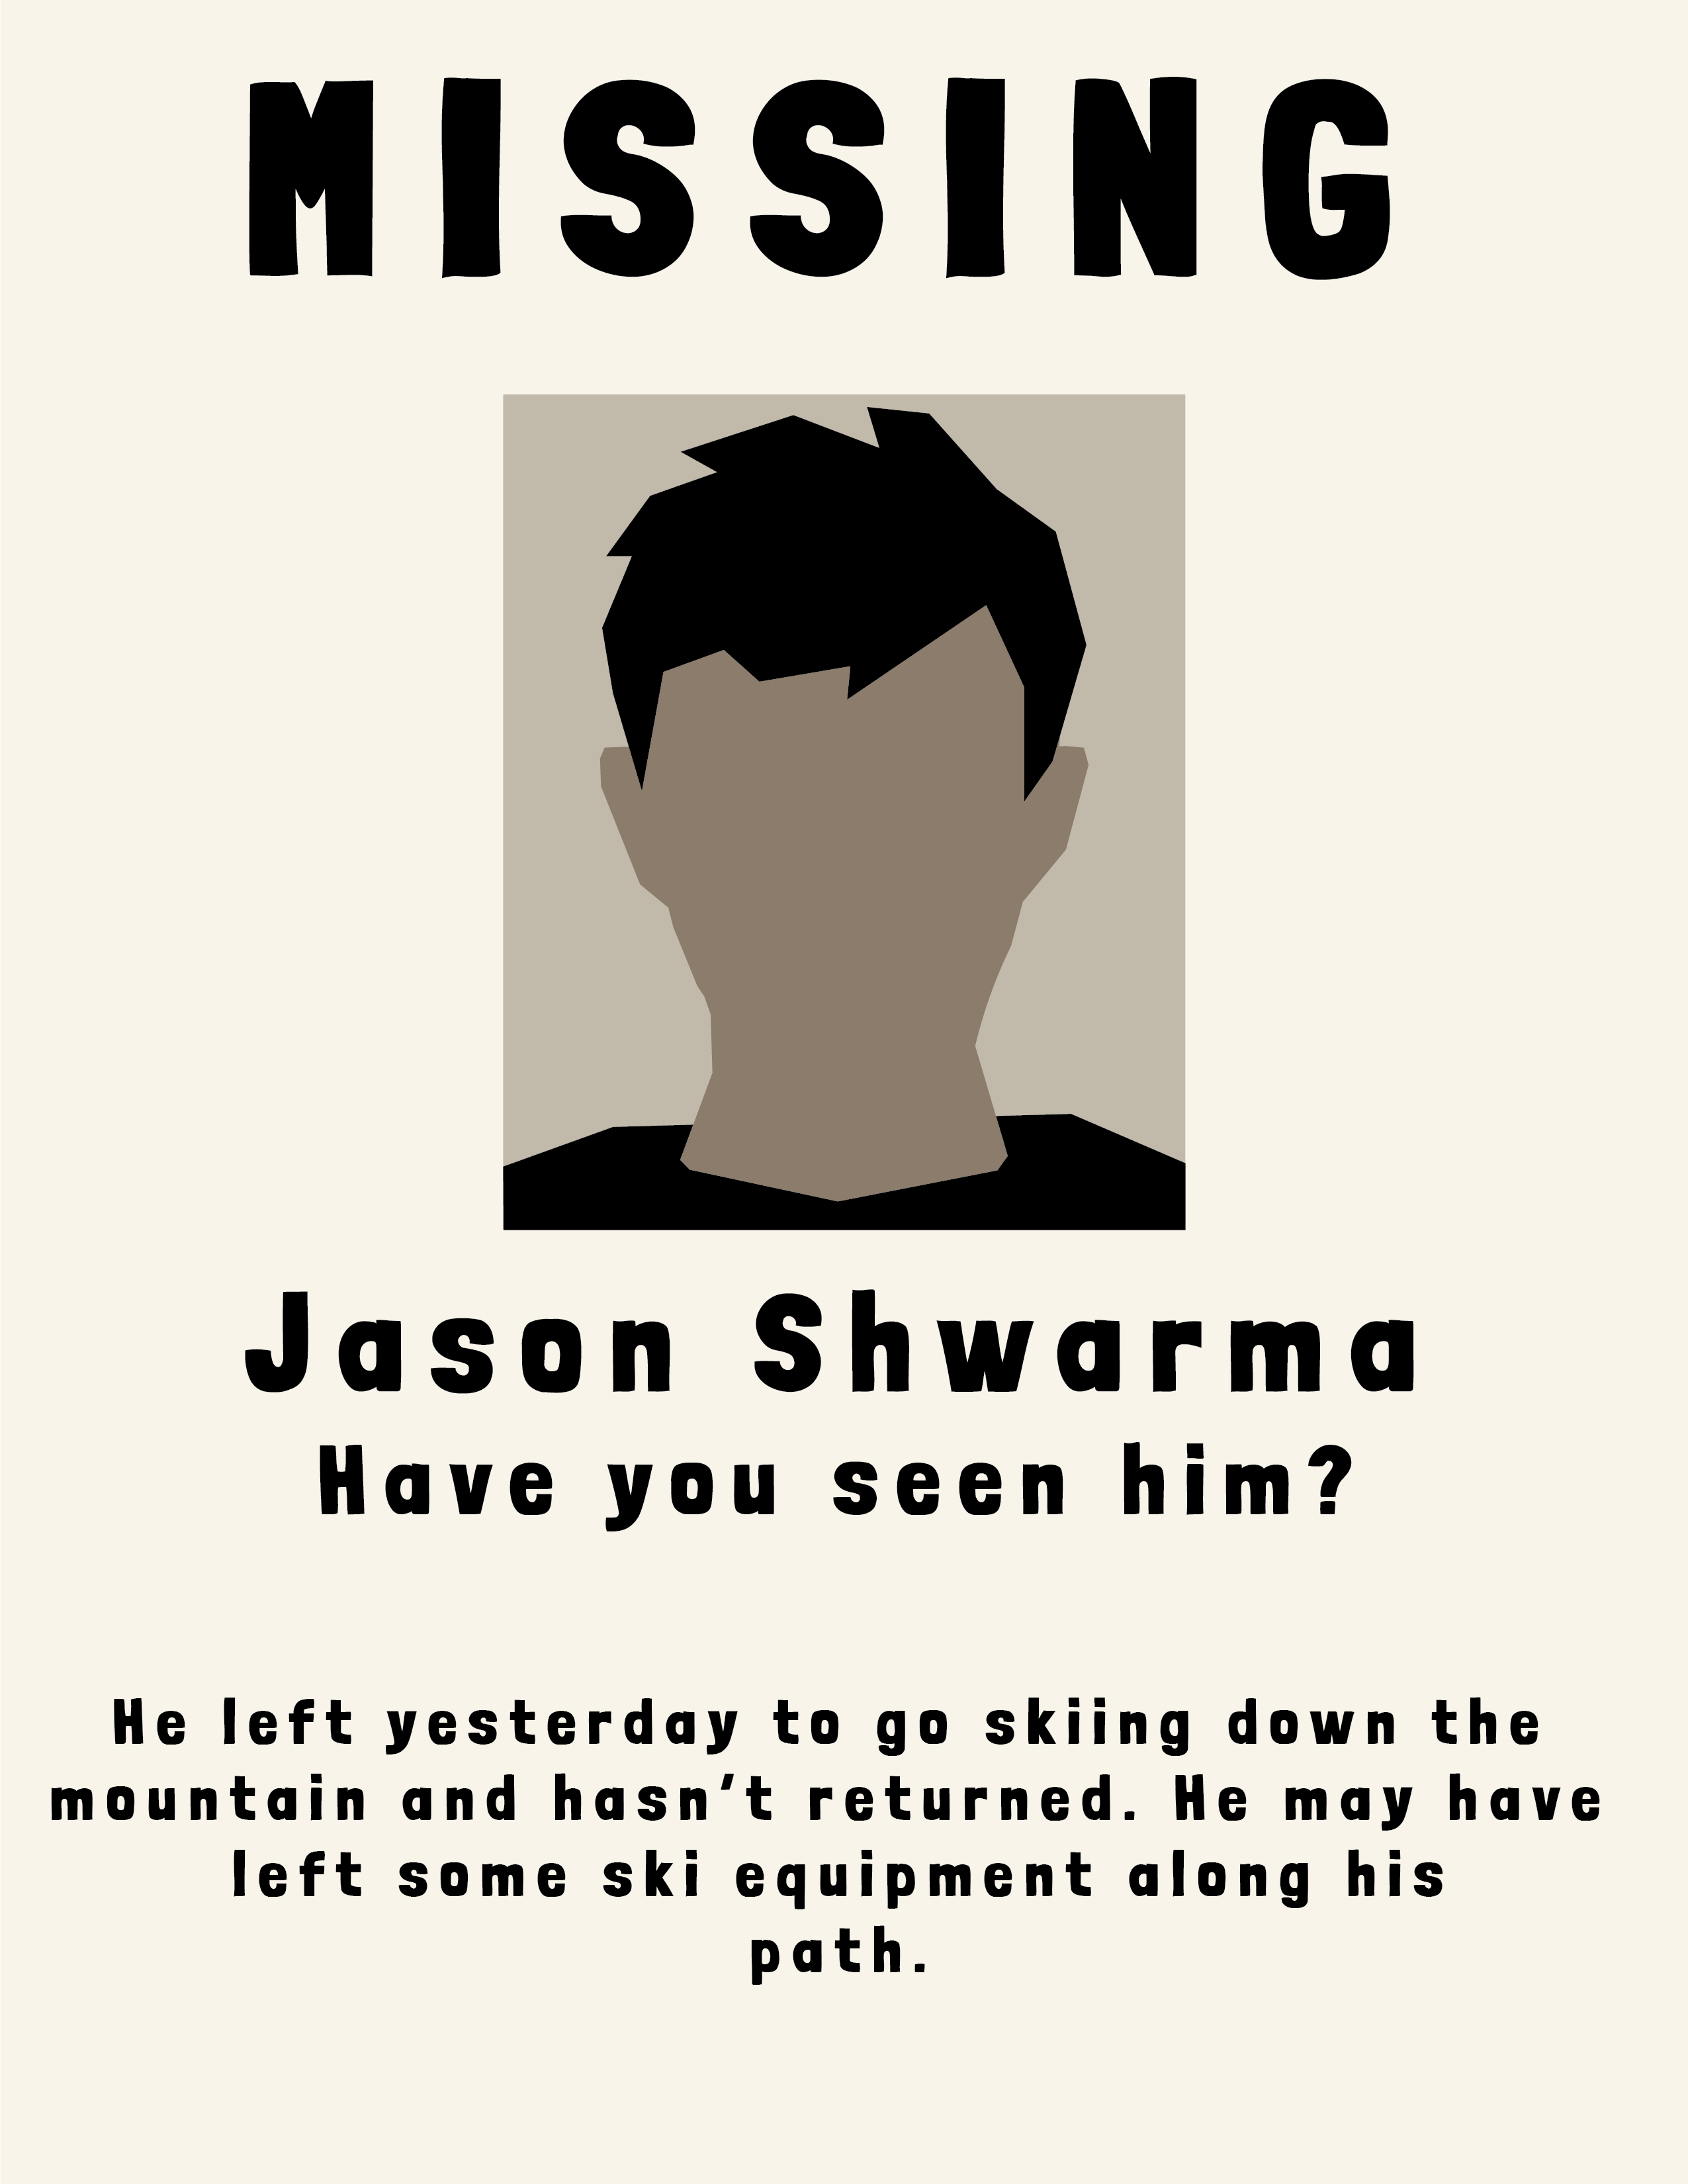 MISSING
Jason Shwarma
Have you seen him?
He left yesterday to go skiing down the
mountain and hasn't returned. He may have
left some ski equipment along his
path.